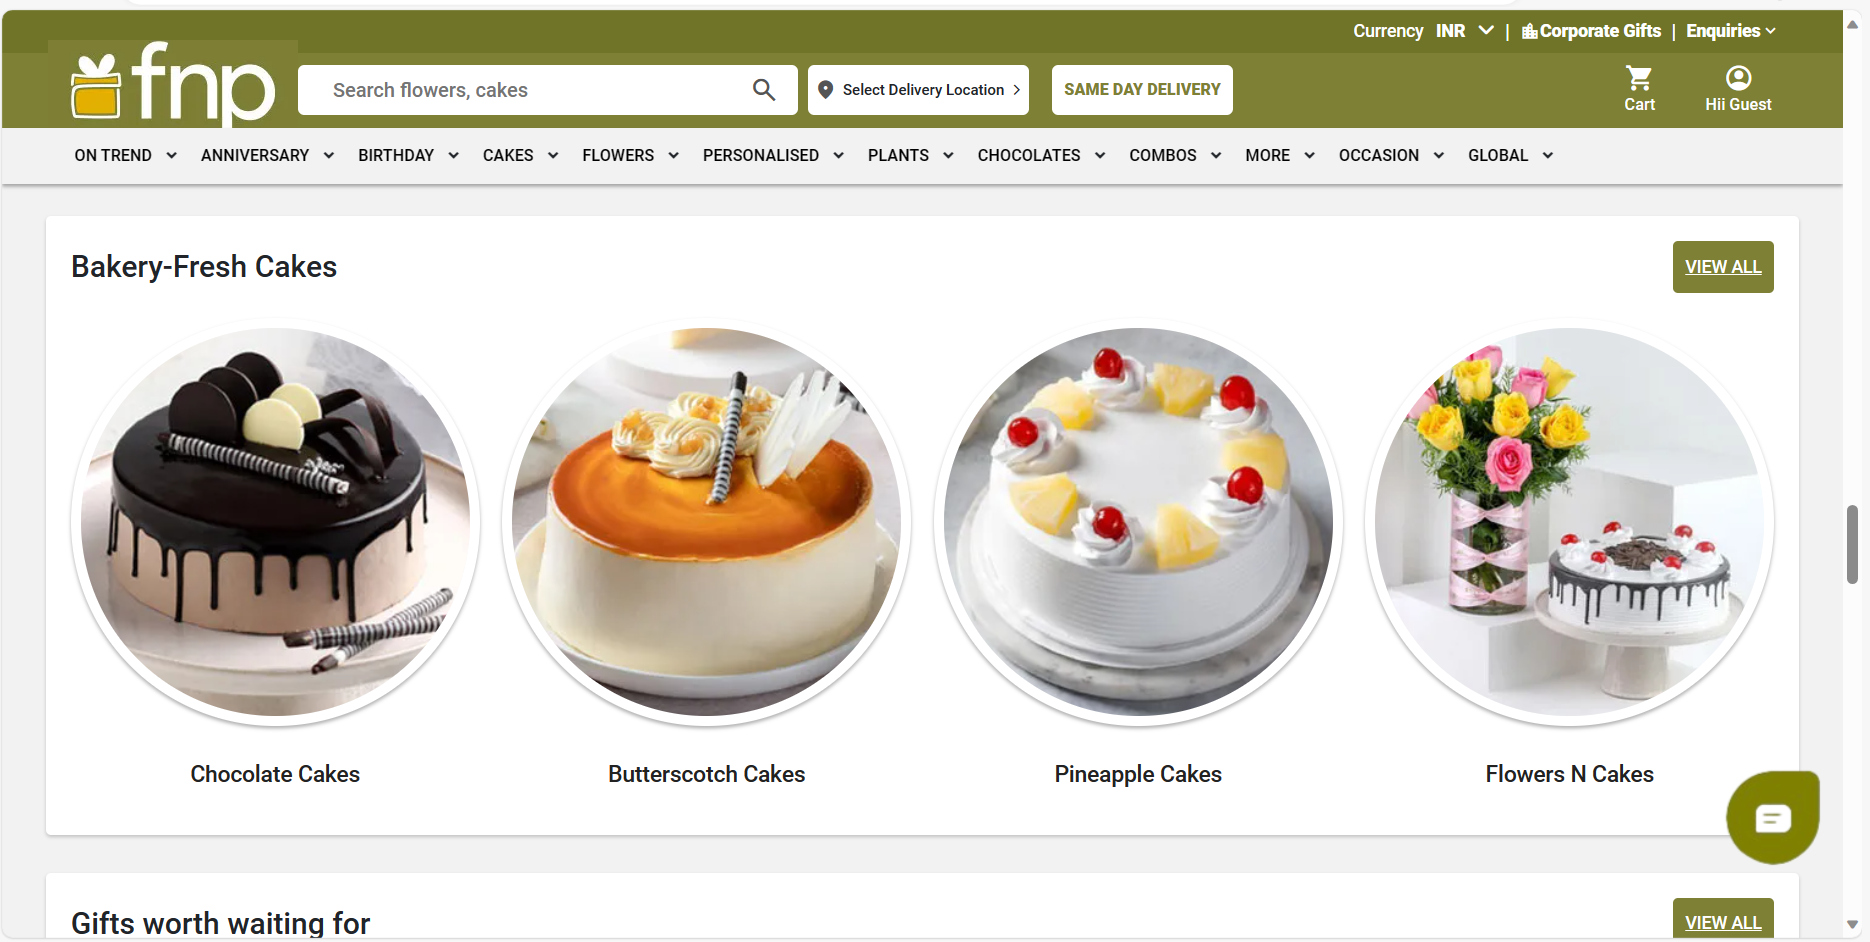 Currency INR | Corporate Gifts | Enquiries
fnp
Search flowers, cakes
Select Delivery Location
SAME DAY DELIVERY
Cart
Hii Guest
ON TREND ANNIVERSARY BIRTHDAY CAKES FLOWERS PERSONALISED PLANTS CHOCOLATES COMBOS MORE OCCASION GLOBAL
Bakery-Fresh Cakes
VIEW ALL
Chocolate Cakes
Butterscotch Cakes
Pineapple Cakes
Flowers N Cakes
Gifts worth waiting for
VIEW ALL